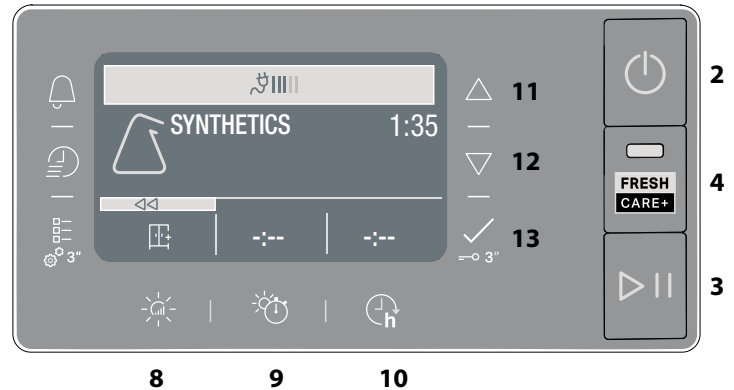 2
11
SYNTHETICS 1:35
12
FRESH
CARE+
4
-:-- -:--
13
3"
3"
3
h
8 9 10